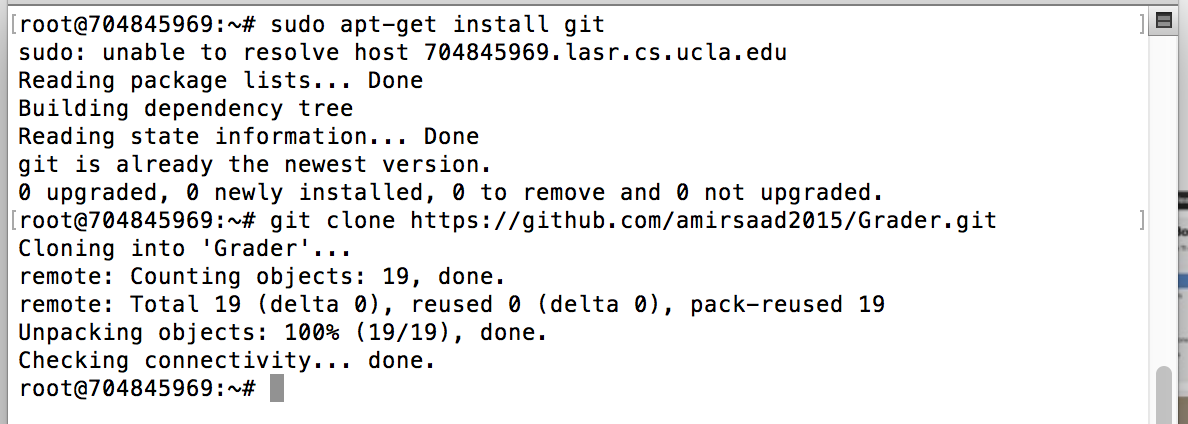 [root@704845969:~# sudo apt-get install git ]
sudo: unable to resolve host 704845969.lasr.cs.ucla.edu
Reading package lists... Done
Building dependency tree
Reading state information... Done
git is already the newest version.
0 upgraded, 0 newly installed, 0 to remove and 0 not upgraded.
[root@704845969:~# git clone https://github.com/amirsaad2015/Grader.git ]
Cloning into 'Grader'...
remote: Counting objects: 19, done.
remote: Total 19 (delta 0), reused 0 (delta 0), pack-reused 19
Unpacking objects: 100% (19/19), done.
Checking connectivity... done.
root@704845969:~#